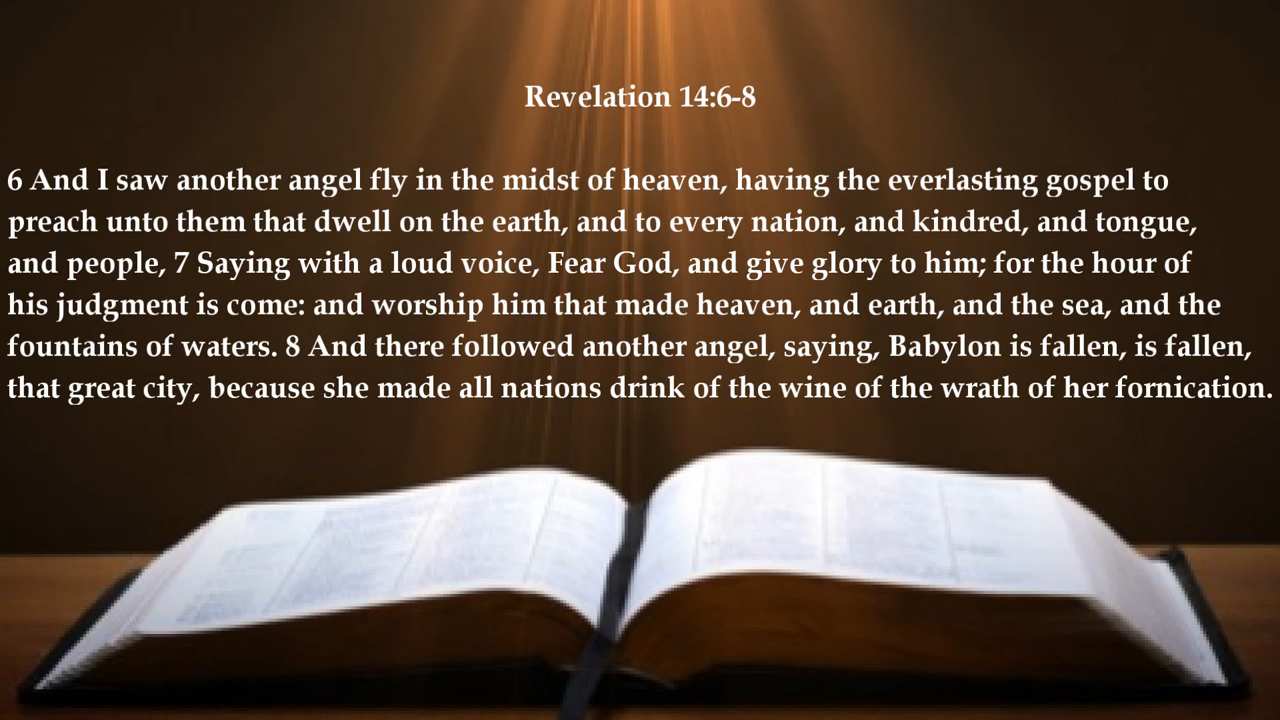 Revelation 14:6-8
6 And I saw another angel fly in the midst of heaven, having the everlasting gospel to
preach unto them that dwell on the earth, and to every nation, and kindred, and tongue,
and people, 7 Saying with a loud voice, Fear God, and give glory to him; for the hour of
his judgment is come: and worship him that made heaven, and earth, and the sea, and the
fountains of waters. 8 And there followed another angel, saying, Babylon is fallen, is fallen,
that great city, because she made all nations drink of the wine of the wrath of her fornication.